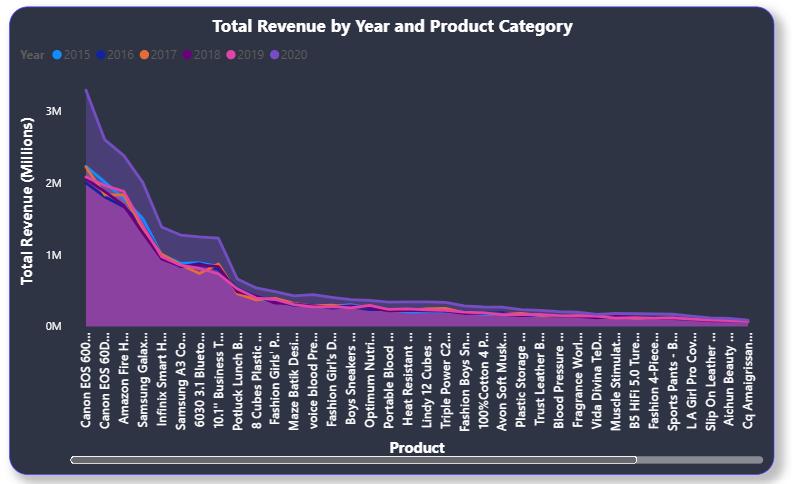 Total Revenue by Year and Product Category
Year 2015 2016 2017 2018 2019 2020
Total Revenue (Millions)
3M
2M
1M
0M
Canon EOS 600...
Canon EOS 60D...
Amazon Fire H...
Samsung Galax...
Infinix Smart H...
Samsung A3 Co...
6030 3.1 Blueto...
10.1" Business T...
Potluck Lunch B...
8 Cubes Plastic ...
Fashion Girls' P...
Maze Batik Desi...
voice blood Pre...
Fashion Girl's D...
Boys Sneakers ...
Optimum Nutri...
Portable Blood ...
Heat Resistant ...
Lindy 12 Cubes ...
Triple Power C2...
Fashion Boys Sn...
100%Cotton 4 P...
Avon Soft Musk...
Plastic Storage ...
Trust Leather B...
Blood Pressure ...
Fragrance Worl...
Vida Divina TeD...
Muscle Stimulat...
B5 HiFi 5.0 Ture...
Fashion 4-Piece...
Sports Pants - B...
L.A Girl Pro Cov...
Slip On Leather ...
Aichun Beauty ...
Cq Amaigrissan...
Product